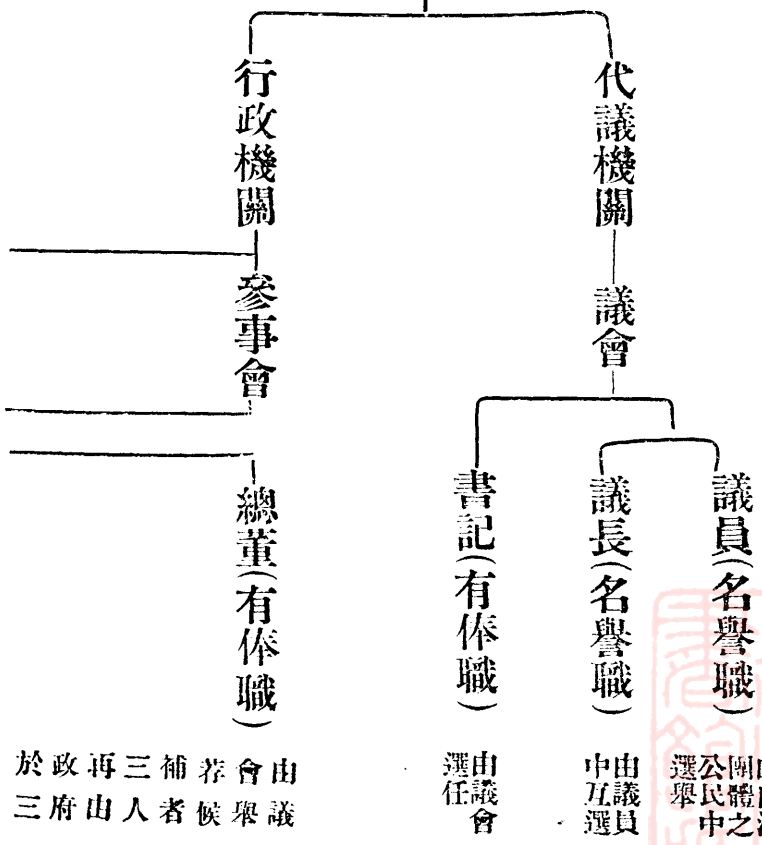 代議機關
議會
議員(名譽職)
團體之
公民中
選舉
議長(名譽職)
由議員
中互選
書記(有俸職)
由議會
選任
行政機關
參事會
總董(有俸職)
由議
會舉
荐候
補者
三人
再由
政府
於三